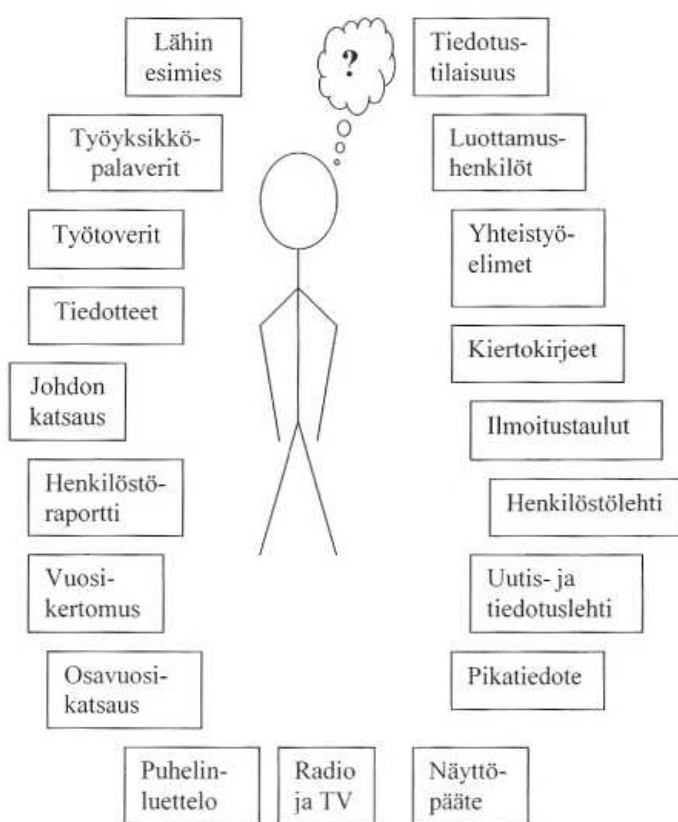 Lähin
esimies
?
Tiedotus-
tilaisuus
Työyksikkö-
palaverit
Luottamus-
henkilöt
Työtoverit
Yhteistyö-
elimet
Tiedotteet
Kiertokirjeet
Johdon
katsaus
Ilmoitustaulut
Henkilöstö-
raportti
Henkilöstölehti
Vuosi-
kertomus
Uutis- ja
tiedotuslehti
Osavuosi-
katsaus
Pikatiedote
Puhelin-
luettelo
Radio
ja TV
Näyttö-
pääte